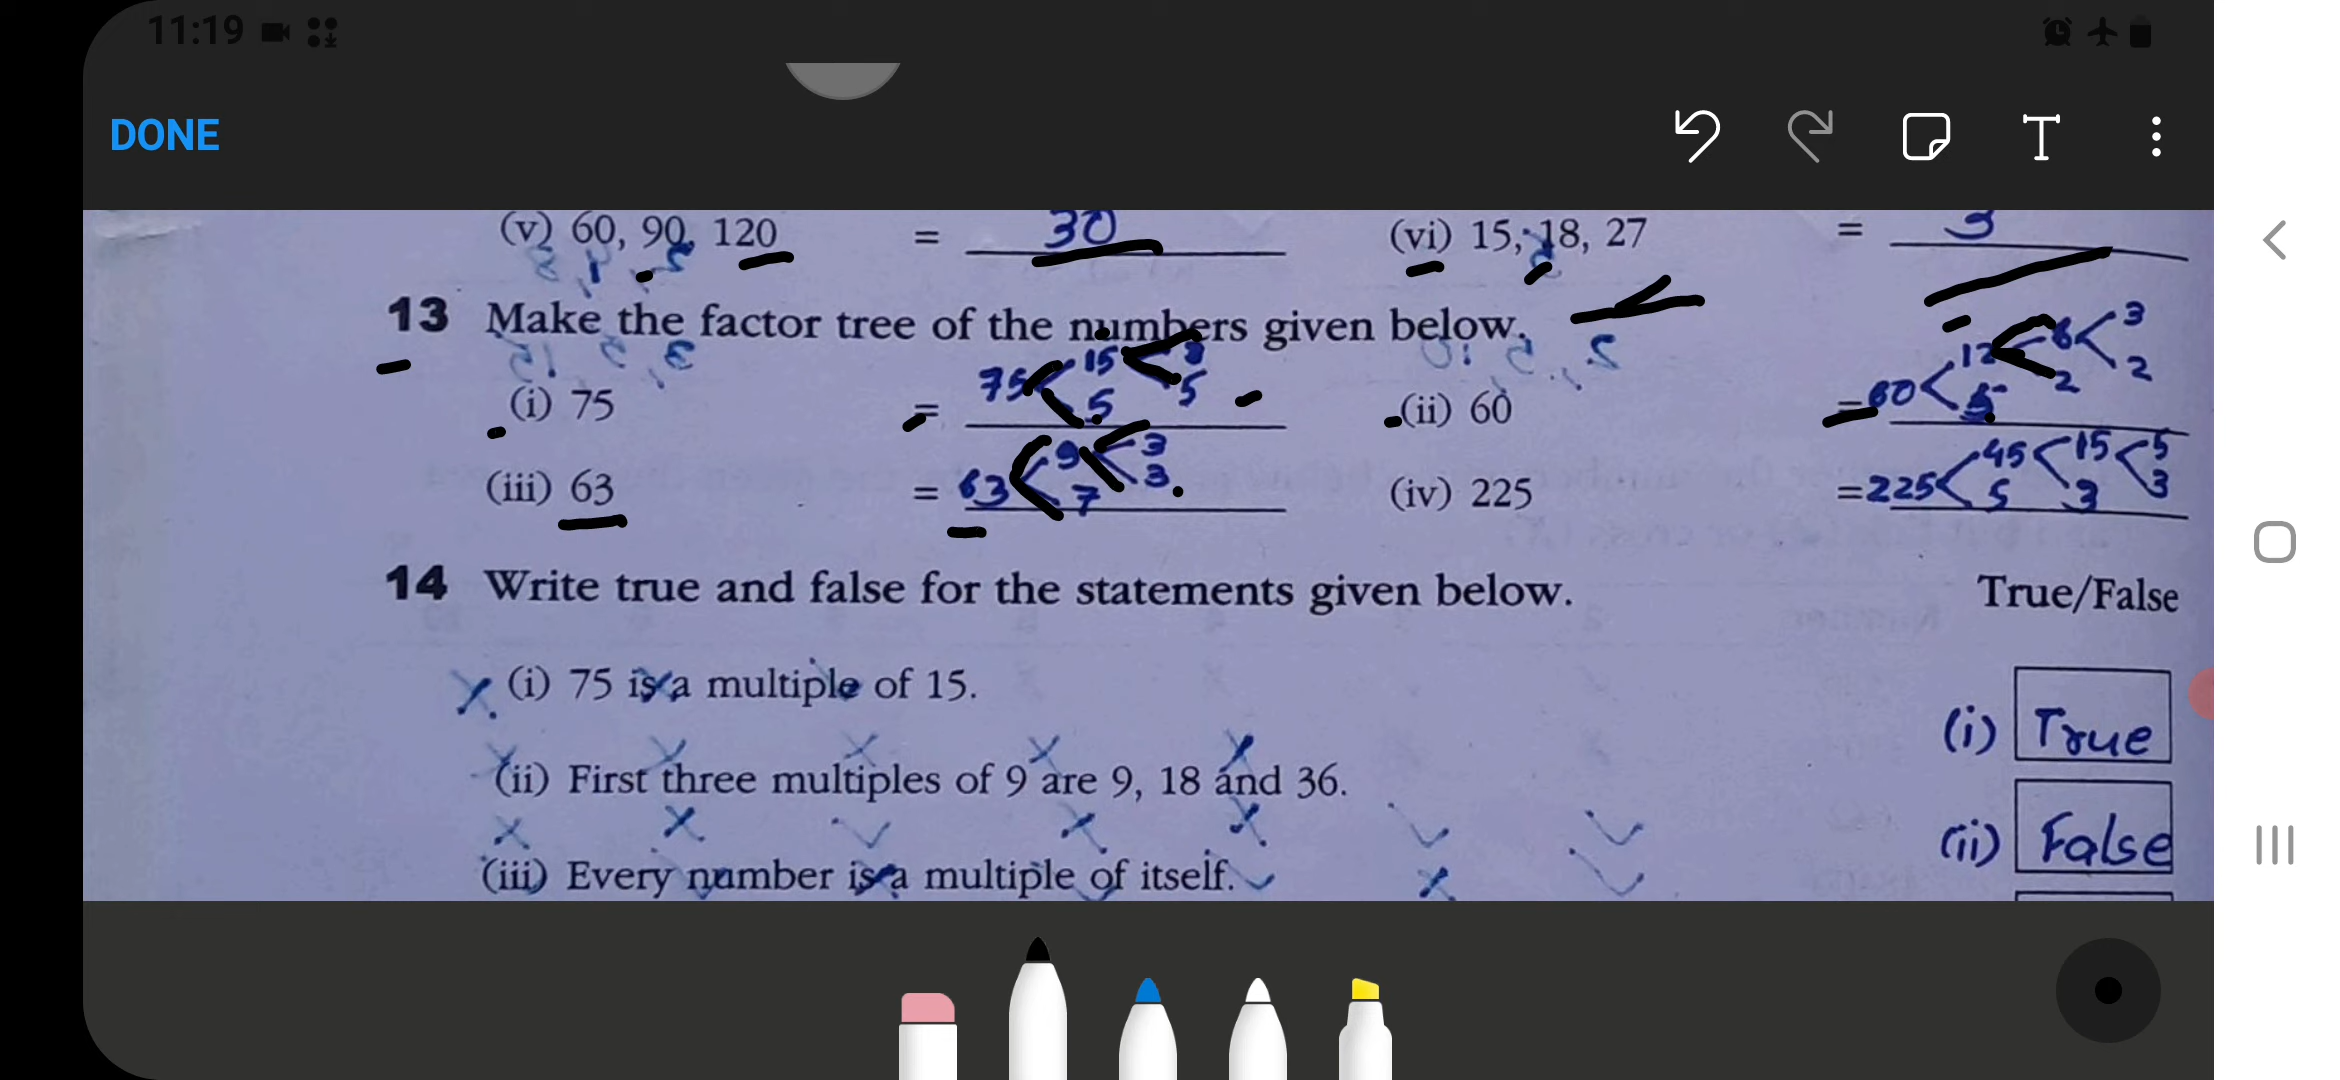 11:19
DONE
T
(v) 60, 90, 120 = 30 (vi) 15, 18, 27 = 3
13 Make the factor tree of the numbers given below.
(i) 75 = 75 < 15 < 3 5 5 (ii) 60 = 60 < 12 < 6 < 3 2 2 5
(iii) 63 = 63 < 9 < 3 3 7 (iv) 225 = 225 < 45 < 15 < 5 3 3 5
14 Write true and false for the statements given below. True/False
(i) 75 is a multiple of 15.
(i) True
(ii) First three multiples of 9 are 9, 18 and 36.
(ii) False
(iii) Every number is a multiple of itself.